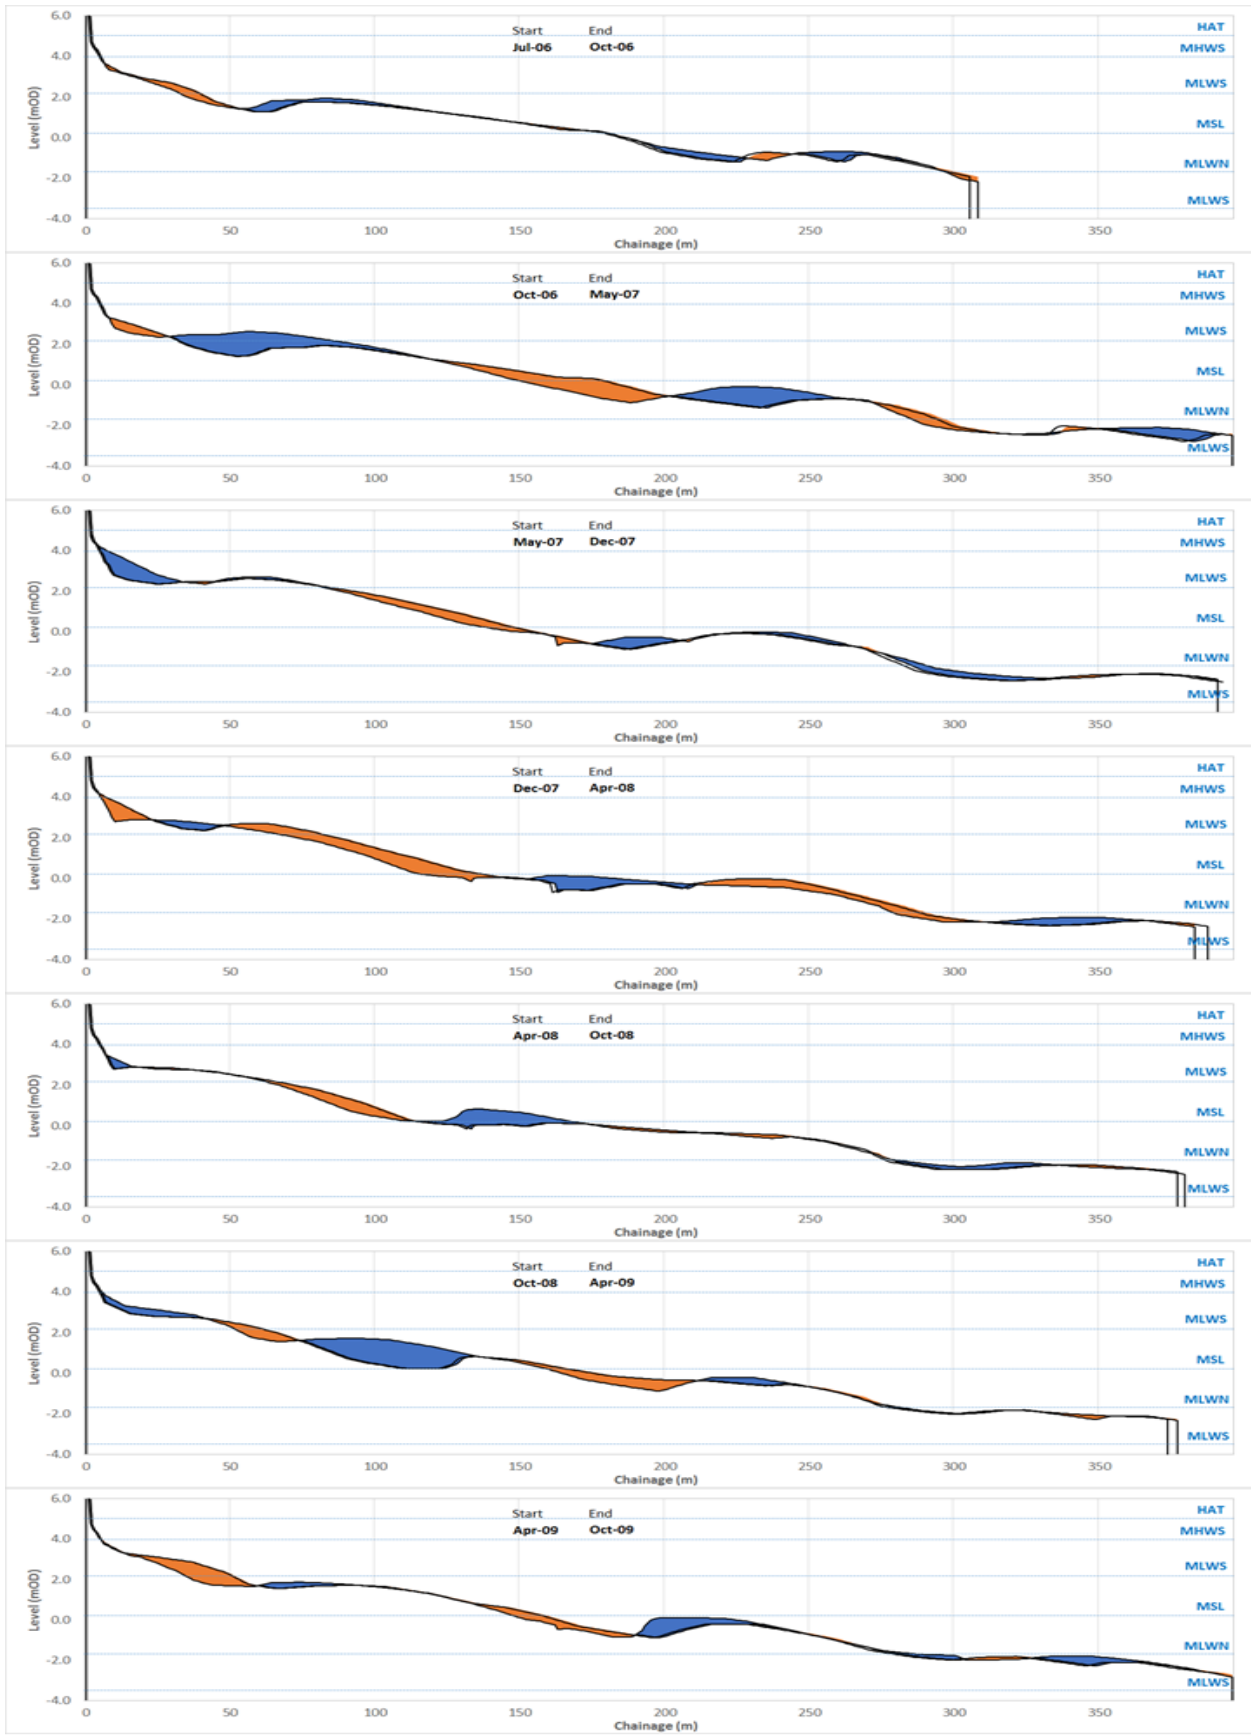 6.0
Start End
HAT
Jul-06 Oct-06
MHWS
4.0
MLWS
2.0
Level (mOD)
MSL
0.0
MLWN
-2.0
MLWS
-4.0
0 50 100 150 200 250 300 350
Chainage (m)
6.0
Start End
HAT
Oct-06 May-07
MHWS
4.0
MLWS
2.0
Level (mOD)
MSL
0.0
MLWN
-2.0
MLWS
-4.0
0 50 100 150 200 250 300 350
Chainage (m)
6.0
Start End
HAT
May-07 Dec-07
MHWS
4.0
MLWS
2.0
Level (mOD)
MSL
0.0
MLWN
-2.0
MLWS
-4.0
0 50 100 150 200 250 300 350
Chainage (m)
6.0
Start End
HAT
Dec-07 Apr-08
MHWS
4.0
MLWS
2.0
Level (mOD)
MSL
0.0
MLWN
-2.0
MLWS
-4.0
0 50 100 150 200 250 300 350
Chainage (m)
6.0
Start End
HAT
Apr-08 Oct-08
MHWS
4.0
MLWS
2.0
Level (mOD)
MSL
0.0
MLWN
-2.0
MLWS
-4.0
0 50 100 150 200 250 300 350
Chainage (m)
6.0
Start End
HAT
Oct-08 Apr-09
MHWS
4.0
MLWS
2.0
Level (mOD)
MSL
0.0
MLWN
-2.0
MLWS
-4.0
0 50 100 150 200 250 300 350
Chainage (m)
6.0
Start End
HAT
Apr-09 Oct-09
MHWS
4.0
MLWS
2.0
Level (mOD)
MSL
0.0
MLWN
-2.0
MLWS
-4.0
0 50 100 150 200 250 300 350
Chainage (m)